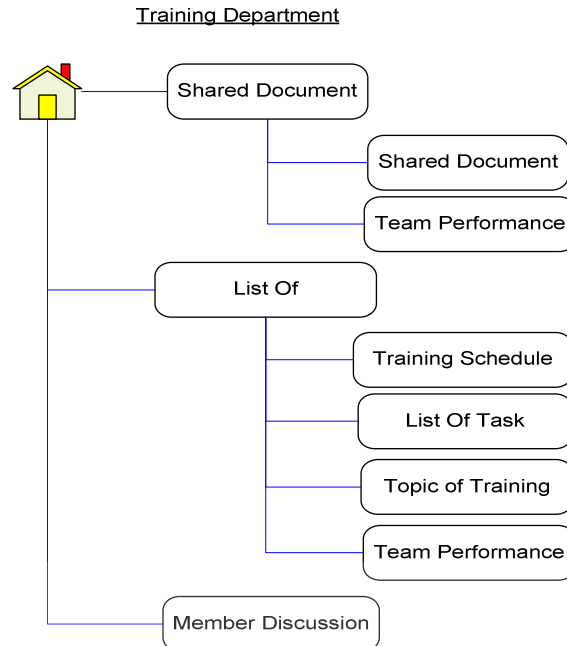 Training Department
Shared Document
Shared Document
Team Performance
List Of
Training Schedule
List Of Task
Topic of Training
Team Performance
Member Discussion